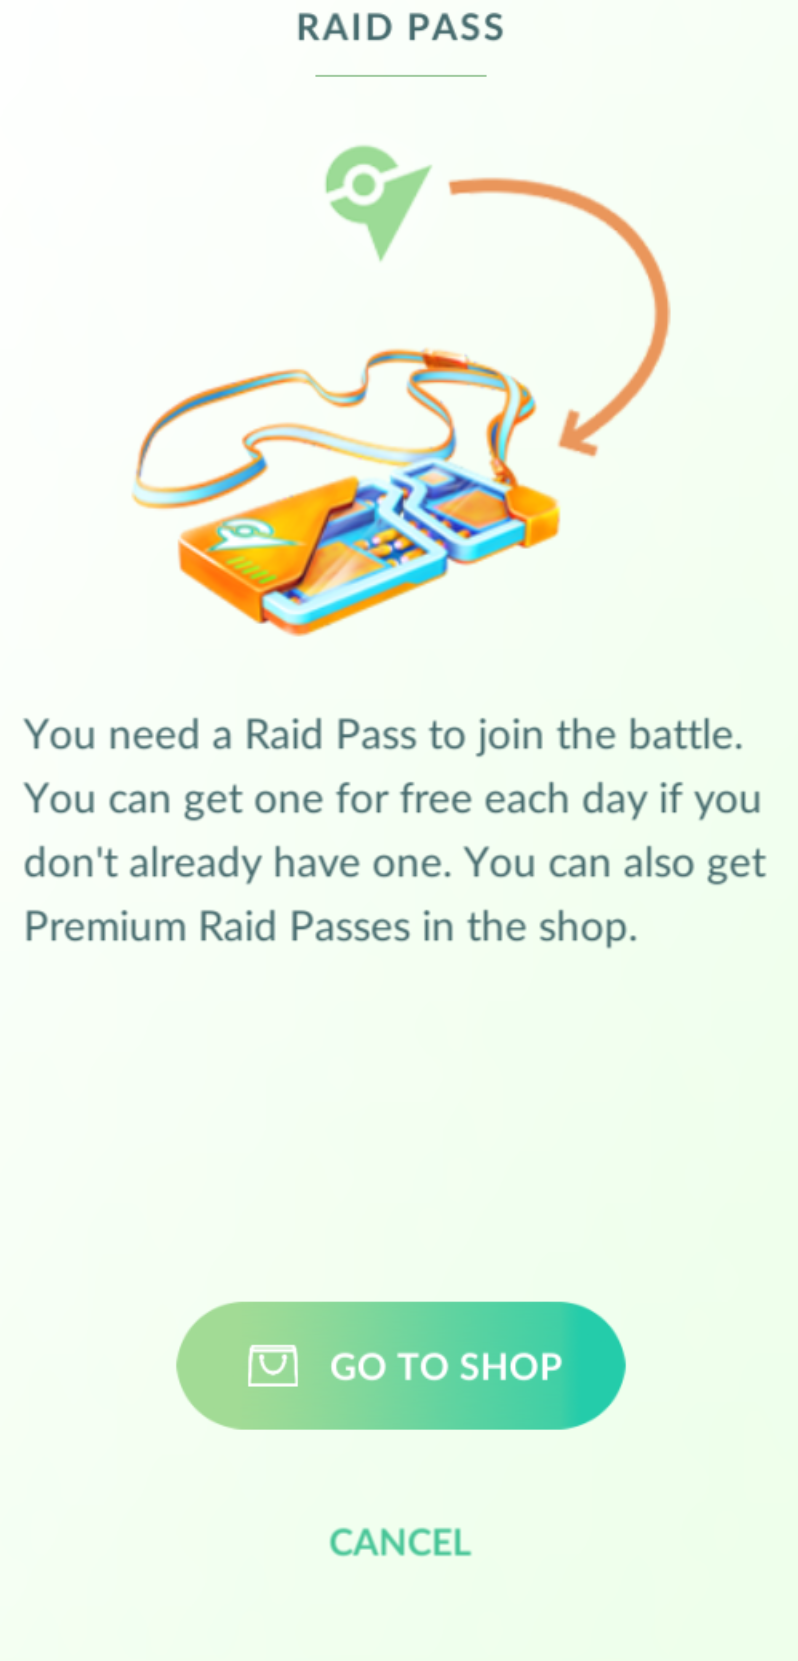 RAID PASS
You need a Raid Pass to join the battle.
You can get one for free each day if you
don't already have one. You can also get
Premium Raid Passes in the shop.
GO TO SHOP
CANCEL